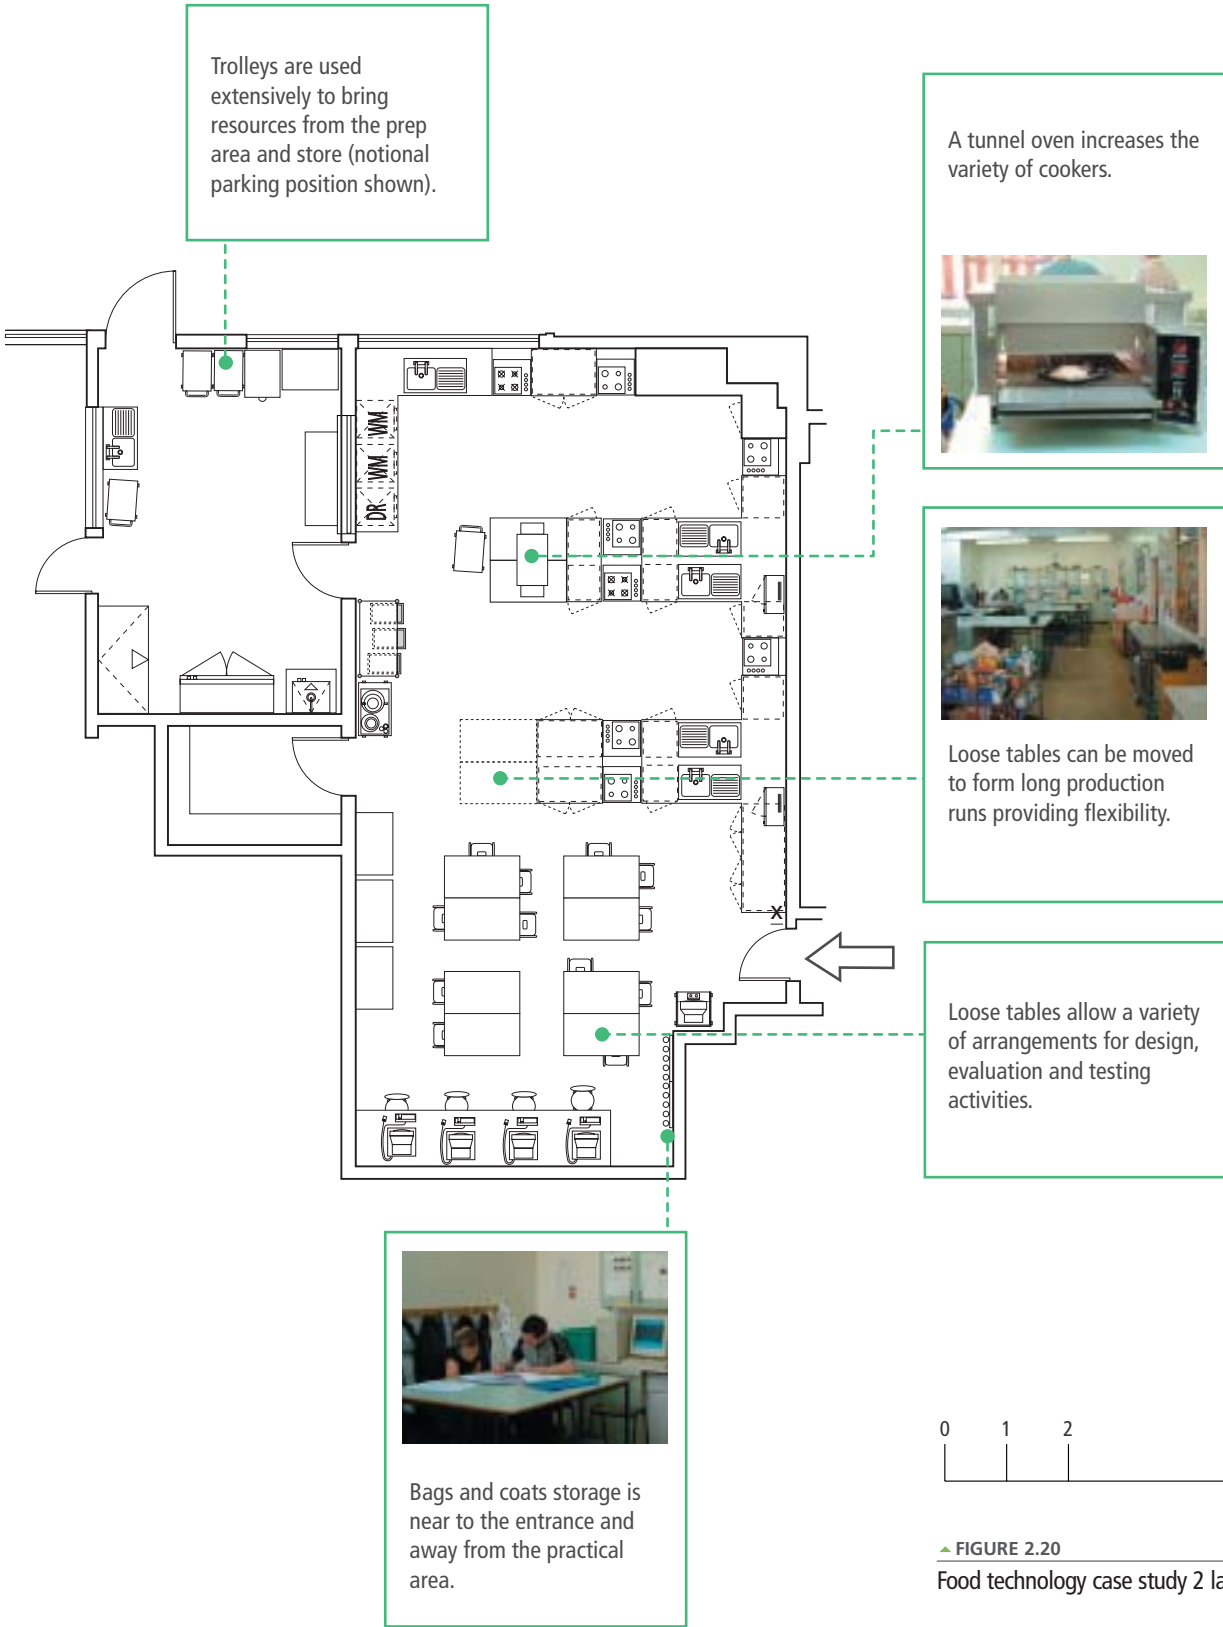 Trolleys are used
extensively to bring
resources from the prep
area and store (notional
parking position shown).
A tunnel oven increases the
variety of cookers.
WM
WM
DR
Loose tables can be moved
to form long production
runs providing flexibility.
X
Loose tables allow a variety
of arrangements for design,
evaluation and testing
activities.
Bags and coats storage is
near to the entrance and
away from the practical
area.
0 1 2
FIGURE 2.20
Food technology case study 2 la